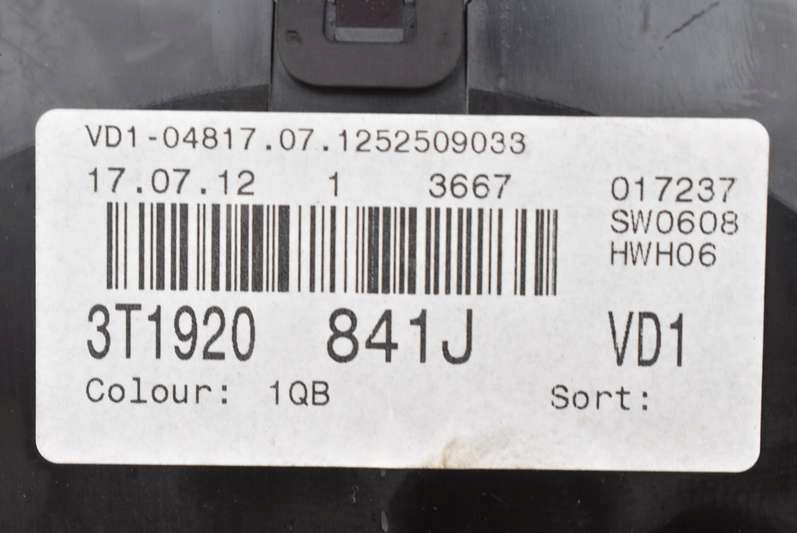 VD1-04817.07.1252509033
17.07.12 1 3667 017237
SW0608
HWH06
3T1920 841J VD1
Colour: 1QB Sort: